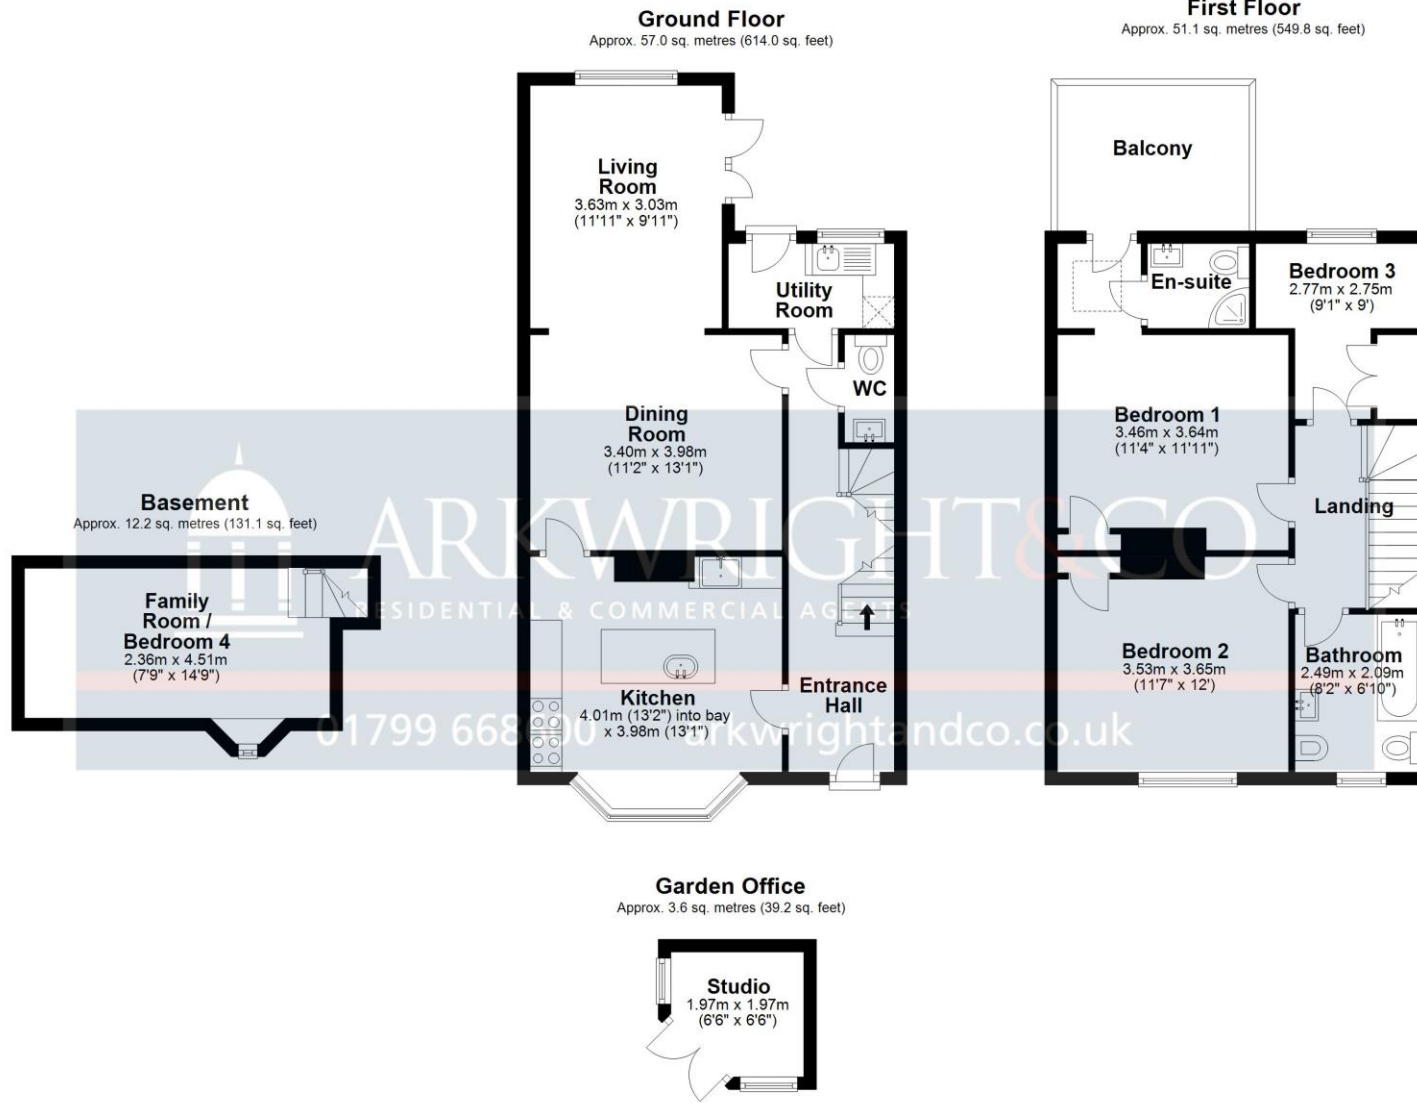 Ground Floor
Approx. 57.0 sq. metres (614.0 sq. feet)
Living
Room
3.63m x 3.03m
(11'11" x 9'11")
Utility
Room
WC
Dining
Room
3.40m x 3.98m
(11'2" x 13'1")
Kitchen
4.01m (13'2") into bay
x 3.98m (13'1")
Entrance
Hall
First Floor
Approx. 51.1 sq. metres (549.8 sq. feet)
Balcony
En-suite
Bedroom 3
2.77m x 2.75m
(9'1" x 9')
Bedroom 1
3.46m x 3.64m
(11'4" x 11'11")
Landing
Bedroom 2
3.53m x 3.65m
(11'7" x 12')
Bathroom
2.49m x 2.09m
(8'2" x 6'10")
Basement
Approx. 12.2 sq. metres (131.1 sq. feet)
Family
Room /
Bedroom 4
2.36m x 4.51m
(7'9" x 14'9")
ARKWRIGHT&CO
RESIDENTIAL & COMMERCIAL AGENTS
01799
arkwrightandco.co.uk
Garden Office
Approx. 3.6 sq. metres (39.2 sq. feet)
Studio
1.97m x 1.97m
(6'6" x 6'6")